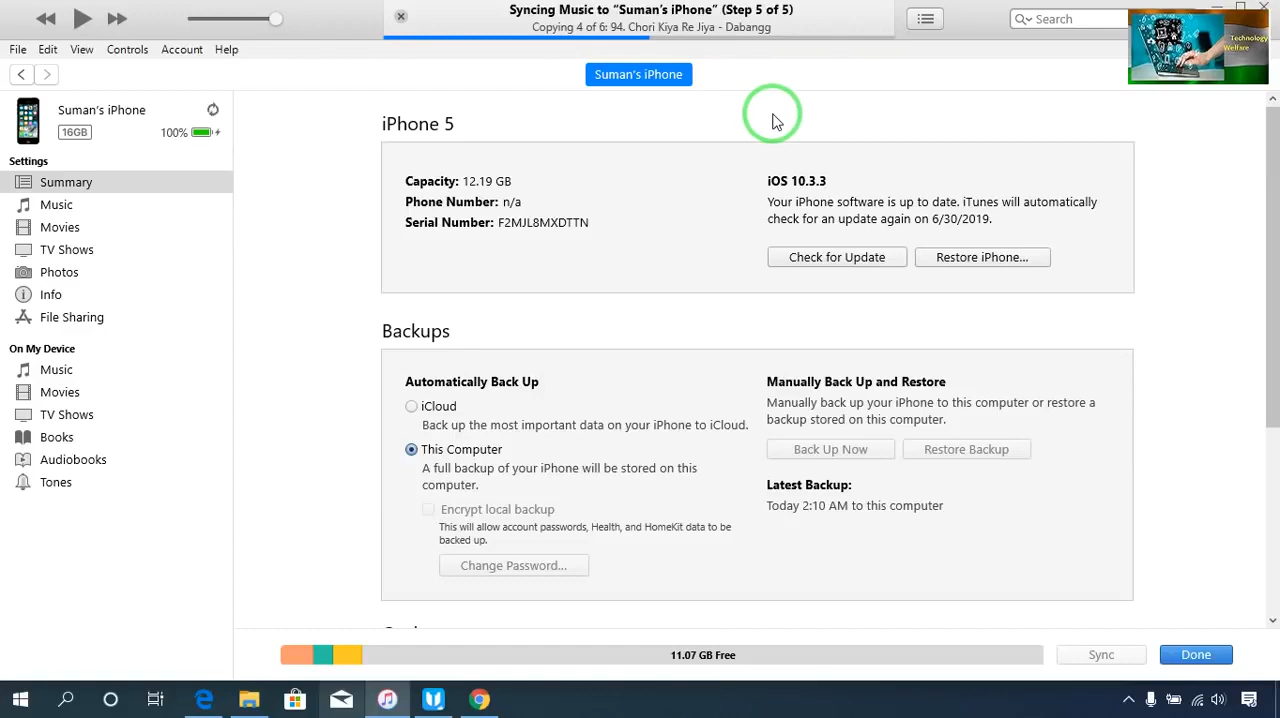 Syncing Music to “Suman’s iPhone” (Step 5 of 5)
Copying 4 of 6: 94. Chori Kiya Re Jiya - Dabangg
Search
Technology
Welfare
File Edit View Controls Account Help
Suman’s iPhone
Suman’s iPhone
16GB
100%
Settings
Summary
Music
Movies
TV Shows
Photos
Info
File Sharing
On My Device
Music
Movies
TV Shows
Books
Audiobooks
Tones
iPhone 5
Capacity: 12.19 GB
Phone Number: n/a
Serial Number: F2MJL8MXDTTN
iOS 10.3.3
Your iPhone software is up to date. iTunes will automatically
check for an update again on 6/30/2019.
Check for Update
Restore iPhone...
Backups
Automatically Back Up
iCloud
Back up the most important data on your iPhone to iCloud.
This Computer
A full backup of your iPhone will be stored on this
computer.
Encrypt local backup
This will allow account passwords, Health, and HomeKit data to be
backed up.
Change Password...
Manually Back Up and Restore
Manually back up your iPhone to this computer or restore a
backup stored on this computer.
Back Up Now
Restore Backup
Latest Backup:
Today 2:10 AM to this computer
11.07 GB Free
Sync
Done